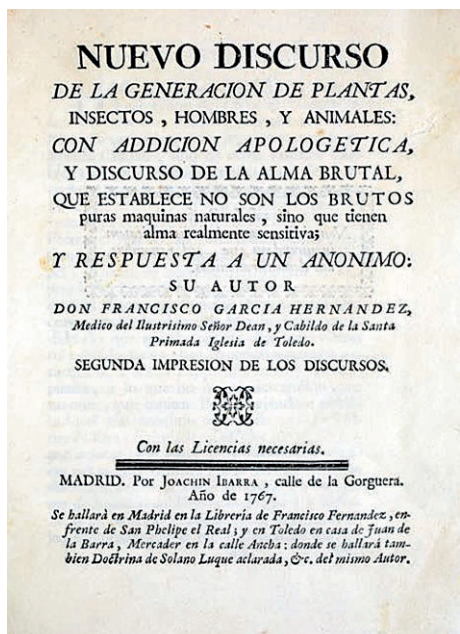 NUEVO DISCURSO
DE LA GENERACION DE PLANTAS,
INSECTOS, HOMBRES, Y ANIMALES:
CON ADDICION APOLOGETICA,
Y DISCURSO DE LA ALMA BRUTAL,
QUE ESTABLECE NO SON LOS BRUTOS
puras maquinas naturales, sino que tienen
alma realmente sensitiva;
Y RESPUESTA A UN ANONIMO:
SU AUTOR
DON FRANCISCO GARCIA HERNANDEZ,
Medico del Ilustrisimo Señor Dean, y Cabildo de la Santa
Primada Iglesia de Toledo.
SEGUNDA IMPRESION DE LOS DISCURSOS.
Con las Licencias necesarias.
MADRID. Por JOACHIN IBARRA, calle de la Gorguera.
Año de 1767.
Se hallará en Madrid en la Librería de Francisco Fernandez, en-
frente de San Phelipe el Real; y en Toledo en casa de Juan de
la Barra, Mercader en la calle Ancha: donde se hallará tam-
bien Doctrina de Solano Luque aclarada, &c. del mismo Autor.